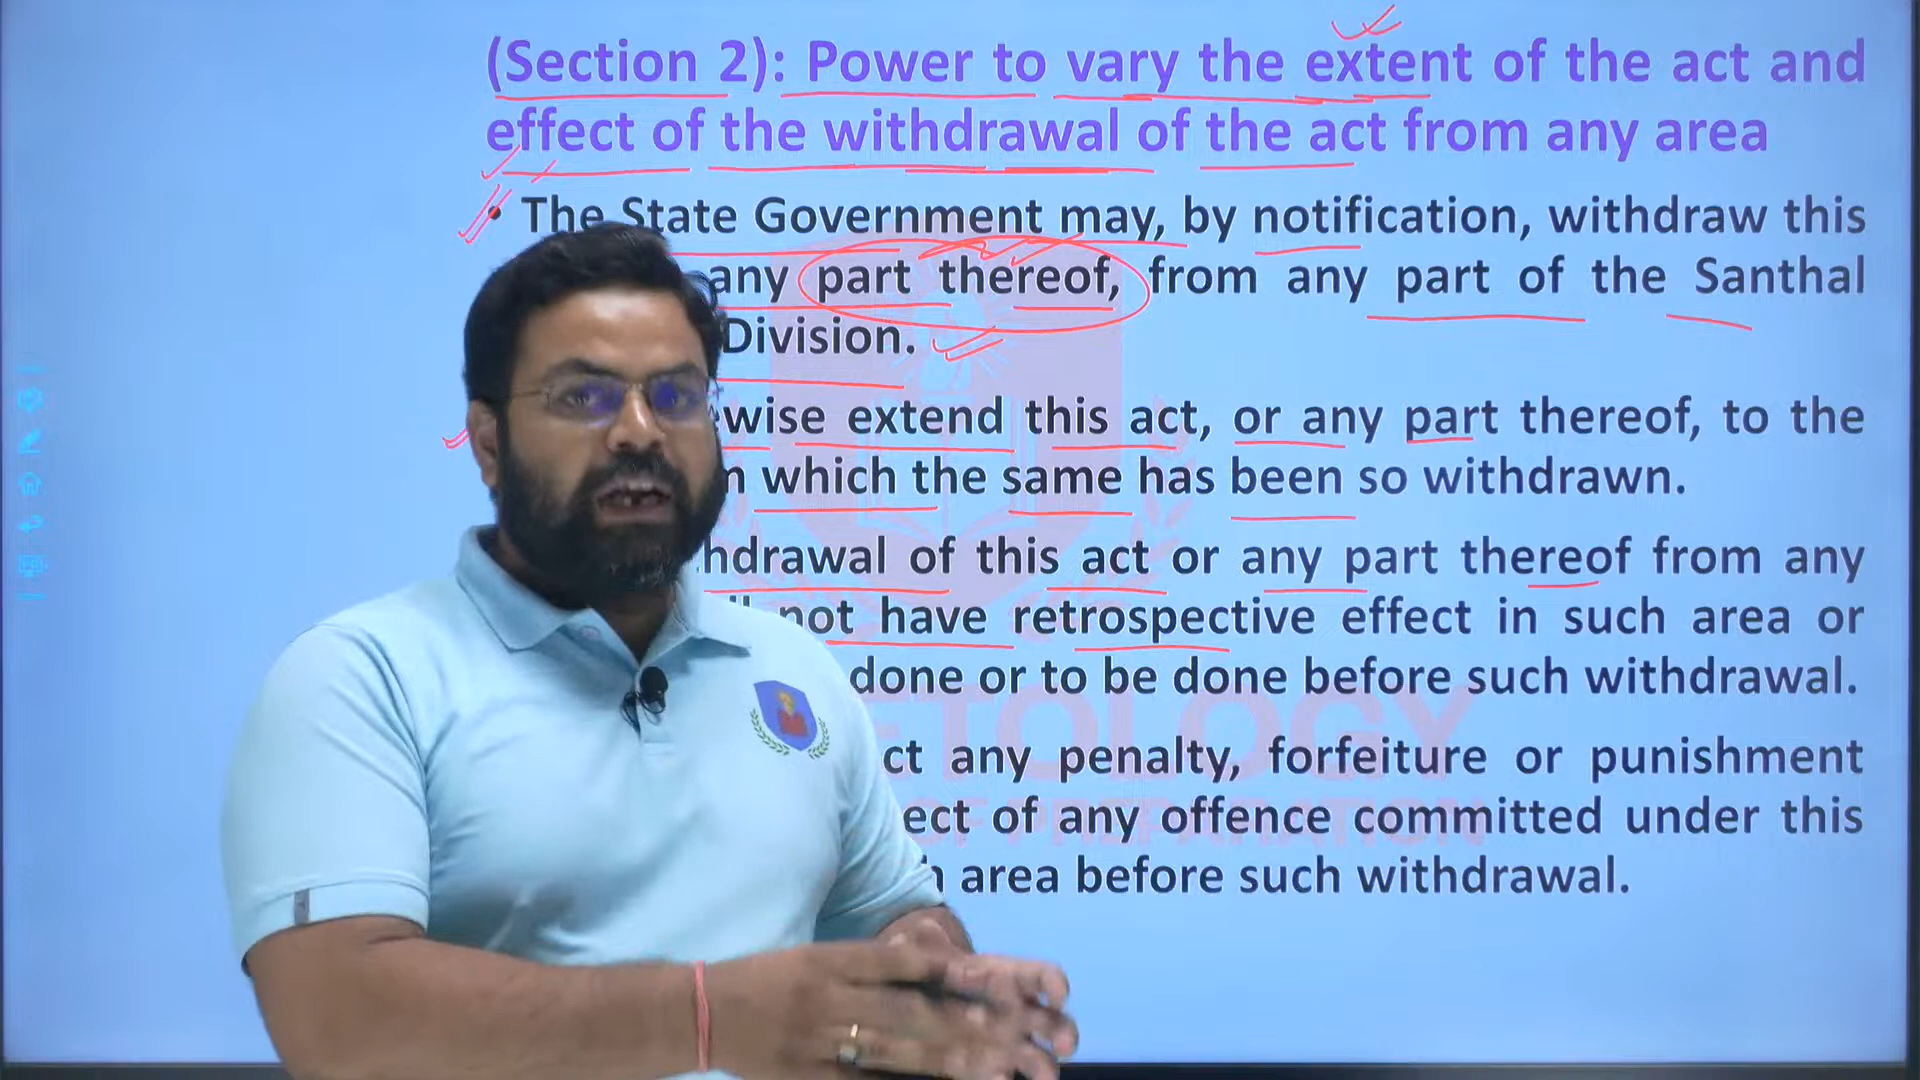 (Section 2): Power to vary the extent of the act and
effect of the withdrawal of the act from any area
• The State Government may, by notification, withdraw this
any part thereof, from any part of the Santhal
Division.
wise extend this act, or any part thereof, to the
which the same has been so withdrawn.
hdrawal of this act or any part thereof from any
not have retrospective effect in such area or
done or to be done before such withdrawal.
ct any penalty, forfeiture or punishment
ect of any offence committed under this
area before such withdrawal.
ETOLOGY
OF PREPARATION